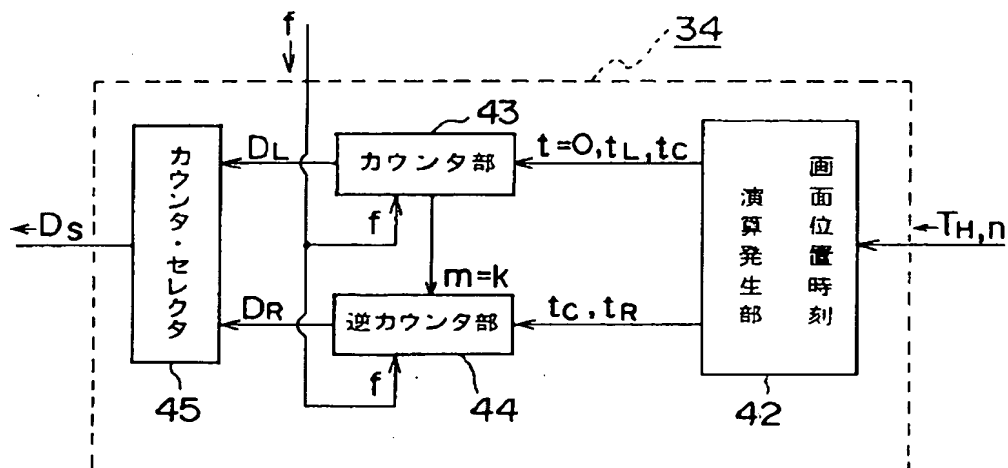 f
34
43
カウンタ・セレクタ
DL
カウンタ部
t=0, tL, tC
画面位置時刻
演算発生部
DS
f
TH,n
m=k
DR
逆カウンタ部
tC, tR
f
45
44
42